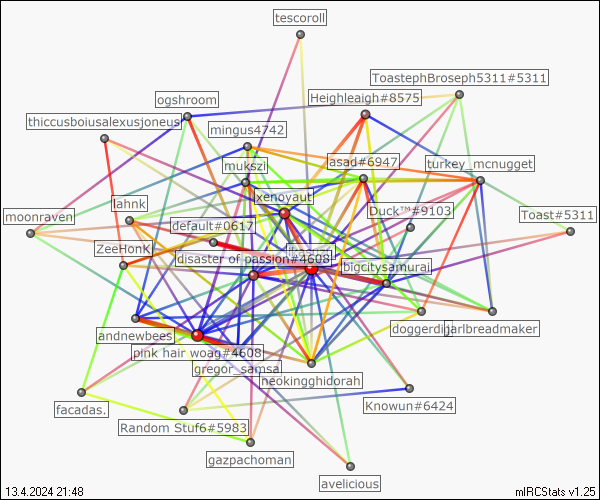 tescoroll
ToastephBroseph5311#5311
ogshroom
Heighleaigh#8575
thiccusboiusalexusjoneus
mingus4742
asad#6947
turkey_mcnugget
mukszi
lahnk
xenoyaut
Duck™#9103
moonraven
default#0617
Toast#5311
ZeeHonK
disaster of passion#4608
bigcitysamurai
andnewbees
doggerdig
jarlbreadmaker
pink hair woag#4608
gregor_samsa
neokingghidorah
facadas.
Knowun#6424
Random Stuf6#5983
gazpachoman
avelicious
13.4.2024 21:48
mIRCStats v1.25